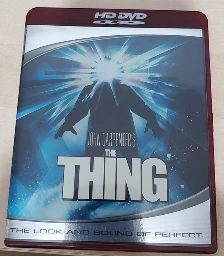 HD DVD
JOHN CARPENTER'S
THE
THING
THE LOOK AND SOUND OF PERFECT.